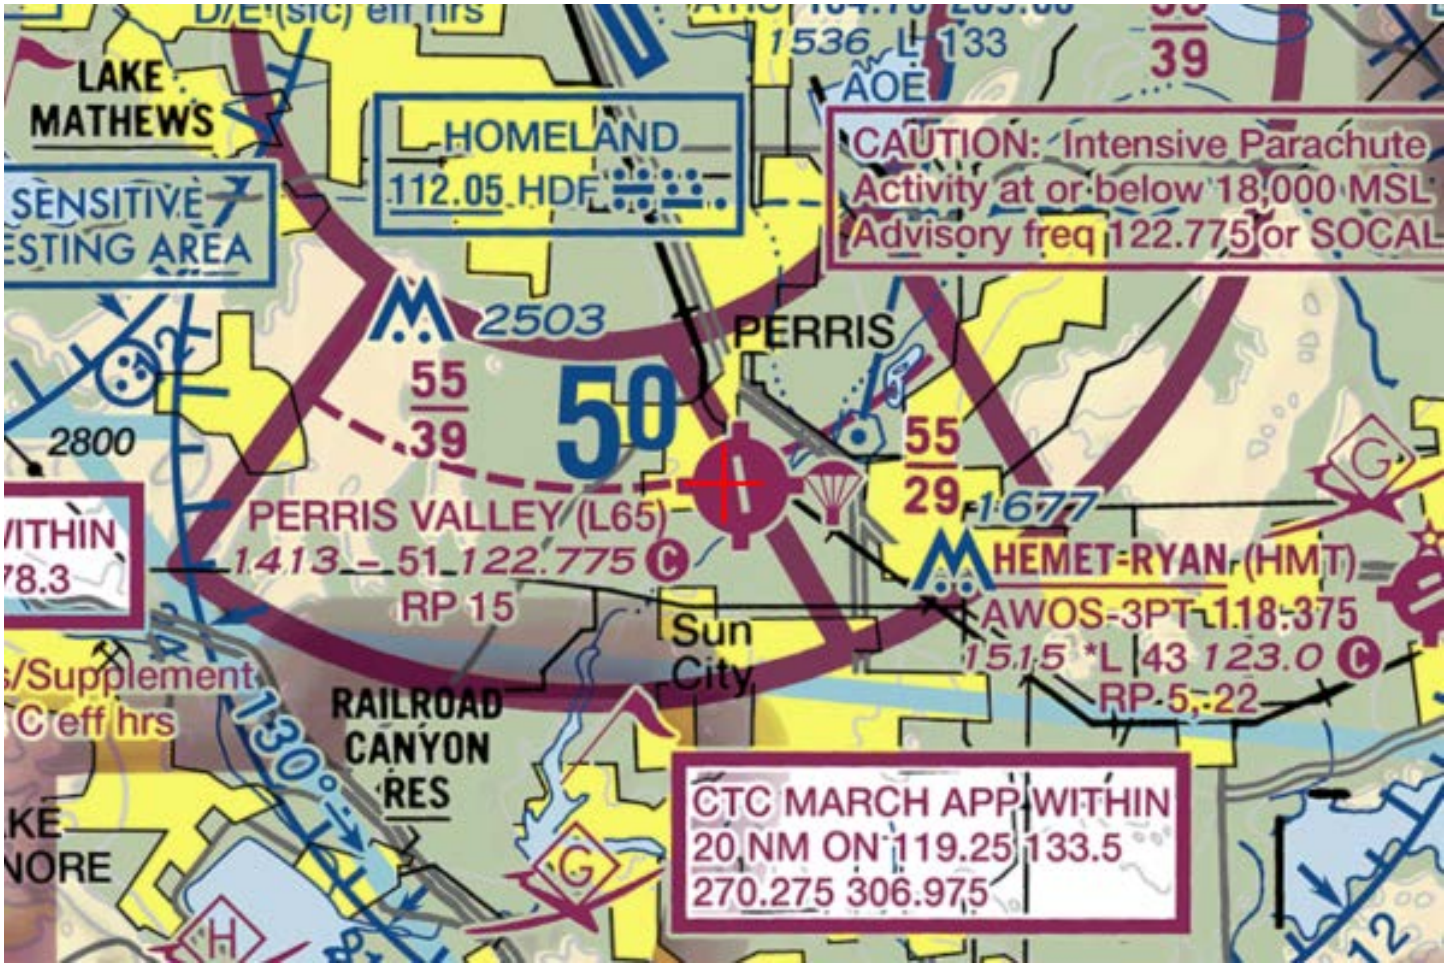 D/E (sfc) eff hrs
1536 L 133
AOE
39
LAKE
MATHEWS
HOMELAND
112.05 HDF
CAUTION: Intensive Parachute
Activity at or below 18,000 MSL
Advisory freq 122.775 or SOCAL
SENSITIVE
ESTING AREA
2503
PERRIS
12
55
39
50
55
29
2800
G
1677
PERRIS VALLEY (L65)
1413 – 51 122.775 C
RP 15
WITHIN
78.3
HEMET-RYAN (HMT)
AWOS-3PT 118.375
1515 *L 43 123.0 C
RP 5, 22
Sun
City
s/Supplement
C eff hrs
130°
RAILROAD
CANYON
RES
CTC MARCH APP WITHIN
20 NM ON 119.25 133.5
270.275 306.975
KE
NORE
G
H
12